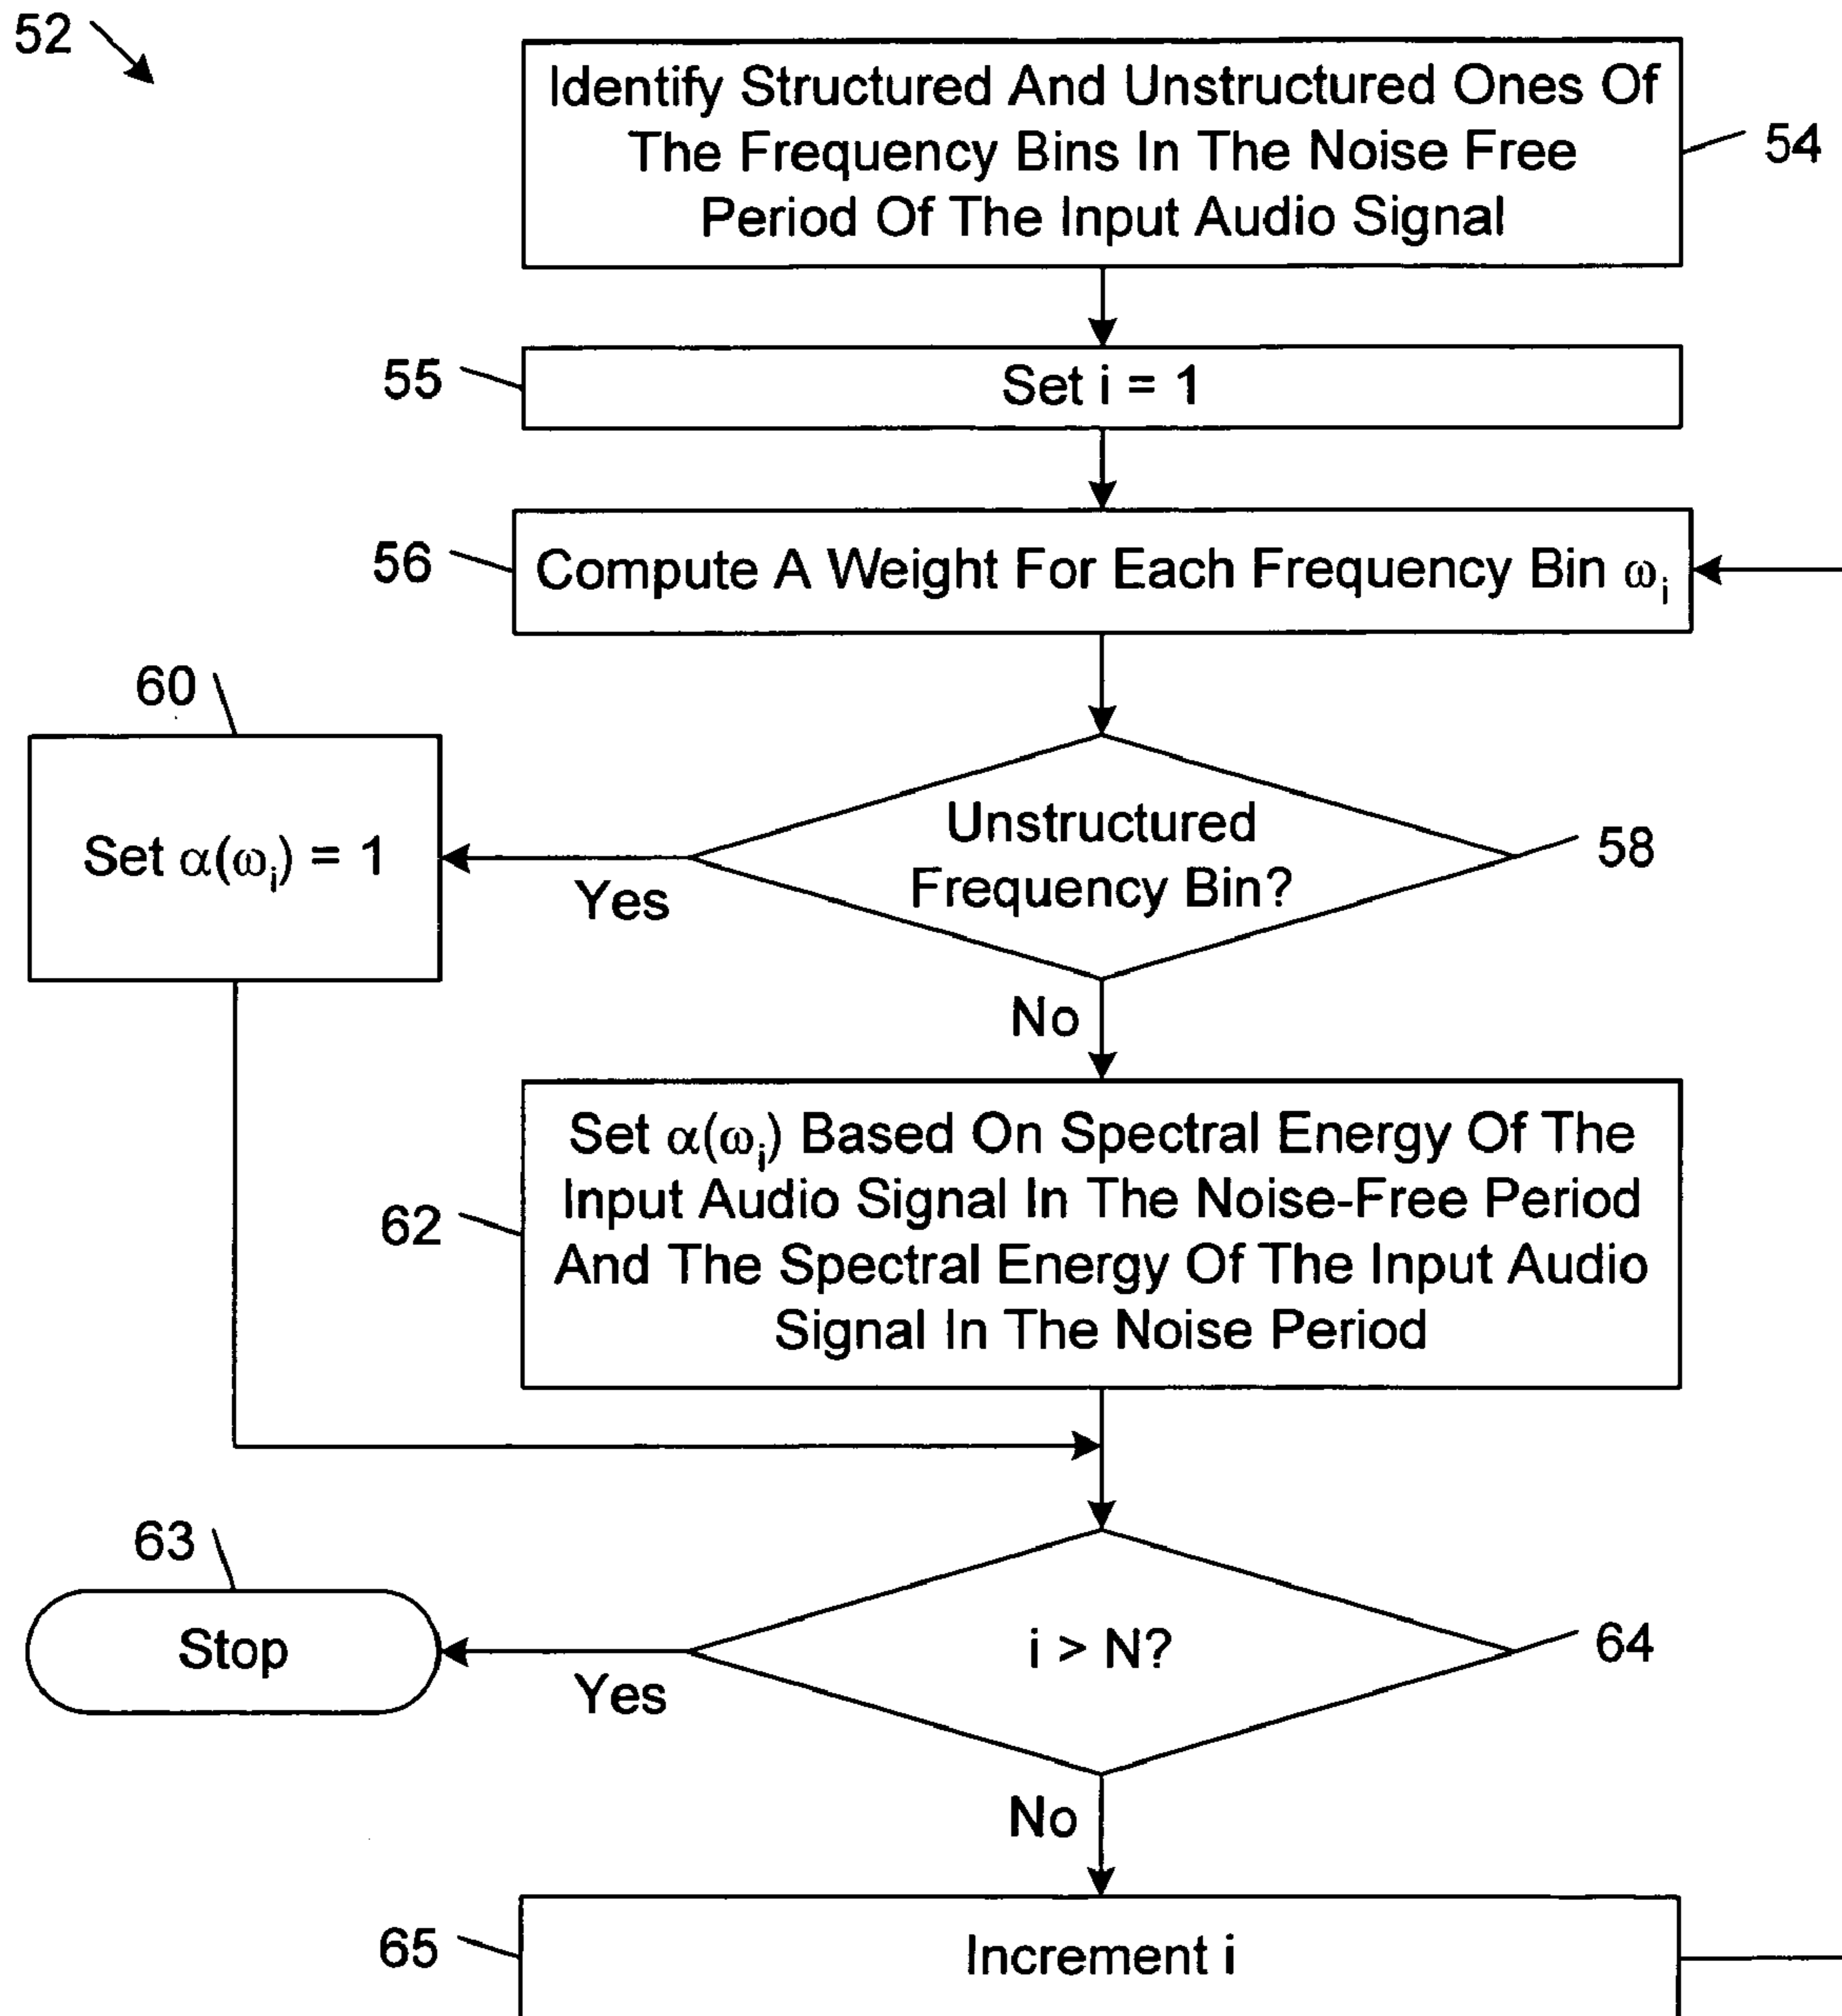 52
Identify Structured And Unstructured Ones Of
The Frequency Bins In The Noise Free
Period Of The Input Audio Signal
54
55
Set i = 1
56
Compute A Weight For Each Frequency Bin ωᵢ
60
Set α(ωᵢ) = 1
Yes
Unstructured
Frequency Bin?
58
No
62
Set α(ωᵢ) Based On Spectral Energy Of The
Input Audio Signal In The Noise-Free Period
And The Spectral Energy Of The Input Audio
Signal In The Noise Period
63
Stop
Yes
i > N?
64
No
65
Increment i